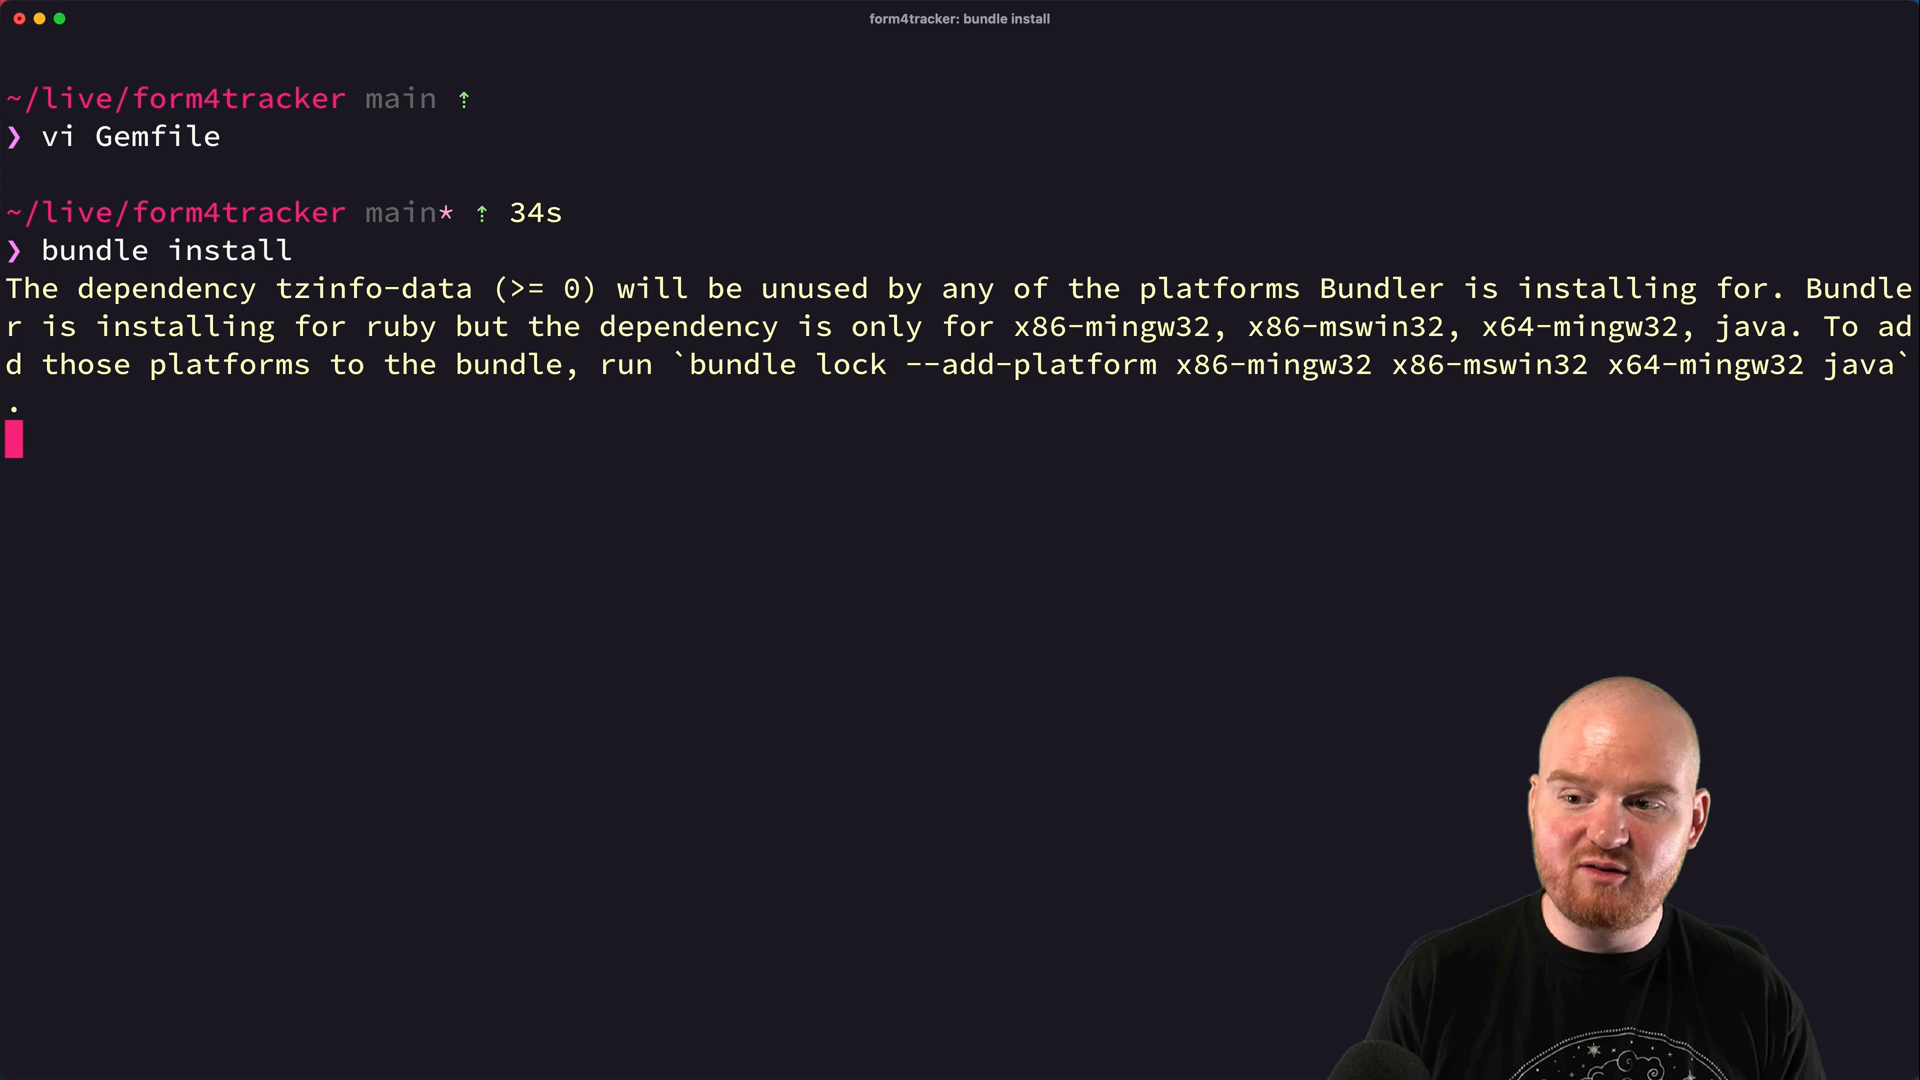 form4tracker: bundle install
~/live/form4tracker main ⇡
❯ vi Gemfile
~/live/form4tracker main* ⇡ 34s
❯ bundle install
The dependency tzinfo-data (>= 0) will be unused by any of the platforms Bundler is installing for. Bundle
r is installing for ruby but the dependency is only for x86-mingw32, x86-mswin32, x64-mingw32, java. To ad
d those platforms to the bundle, run `bundle lock --add-platform x86-mingw32 x86-mswin32 x64-mingw32 java`
.